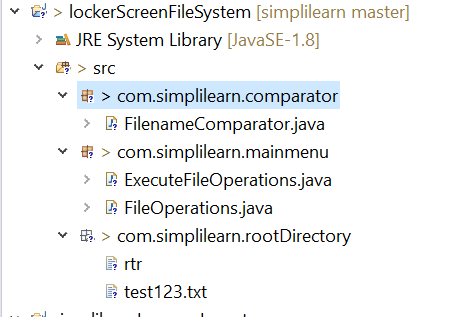 > lockerScreenFileSystem [simplilearn master]
JRE System Library [JavaSE-1.8]
> src
> com.simplilearn.comparator
FilenameComparator.java
> com.simplilearn.mainmenu
ExecuteFileOperations.java
FileOperations.java
> com.simplilearn.rootDirectory
rtr
test123.txt